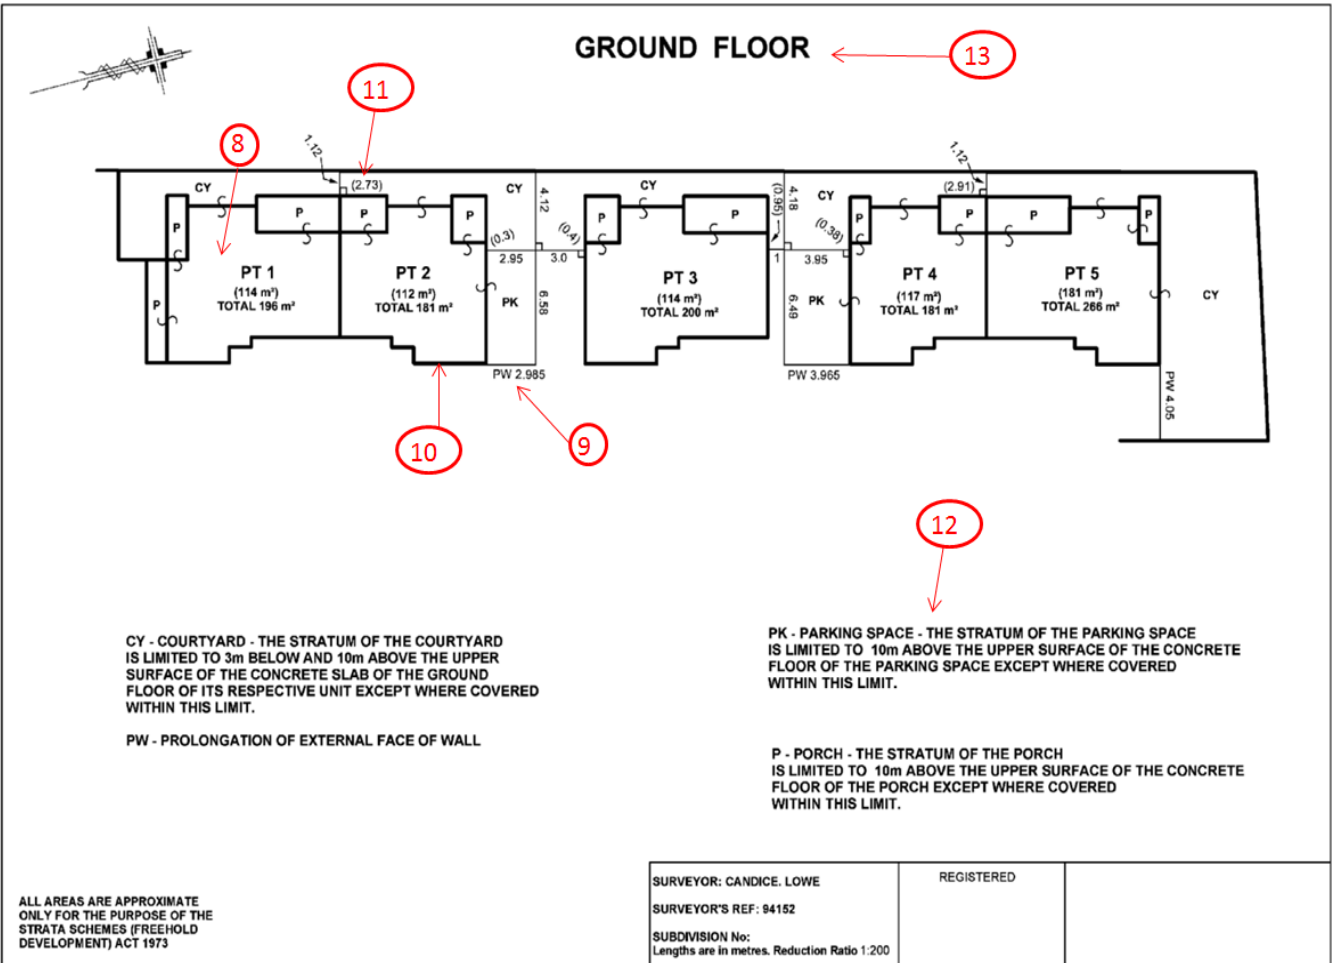 GROUND FLOOR
13
11
8
1.12
(2.73)
CY
CY
4.12
CY
(0.95)
4.18
CY
1.12
(2.91)
P
P
P
P
(0.3)
(0.4)
P
P
(0.38)
P
P
P
P
2.95
3.0
1
3.95
PT 1
(114 m²)
TOTAL 196 m²
PT 2
(112 m²)
TOTAL 181 m²
PT 3
(114 m²)
TOTAL 200 m²
PT 4
(117 m²)
TOTAL 181 m²
PT 5
(181 m²)
TOTAL 266 m²
P
PK
6.58
6.49
PK
CY
PW 2.985
PW 3.965
PW 4.05
10
9
12
CY - COURTYARD - THE STRATUM OF THE COURTYARD
IS LIMITED TO 3m BELOW AND 10m ABOVE THE UPPER
SURFACE OF THE CONCRETE SLAB OF THE GROUND
FLOOR OF ITS RESPECTIVE UNIT EXCEPT WHERE COVERED
WITHIN THIS LIMIT.
PW - PROLONGATION OF EXTERNAL FACE OF WALL
PK - PARKING SPACE - THE STRATUM OF THE PARKING SPACE
IS LIMITED TO 10m ABOVE THE UPPER SURFACE OF THE CONCRETE
FLOOR OF THE PARKING SPACE EXCEPT WHERE COVERED
WITHIN THIS LIMIT.
P - PORCH - THE STRATUM OF THE PORCH
IS LIMITED TO 10m ABOVE THE UPPER SURFACE OF THE CONCRETE
FLOOR OF THE PORCH EXCEPT WHERE COVERED
WITHIN THIS LIMIT.
ALL AREAS ARE APPROXIMATE
ONLY FOR THE PURPOSE OF THE
STRATA SCHEMES (FREEHOLD
DEVELOPMENT) ACT 1973
SURVEYOR: CANDICE. LOWE
SURVEYOR'S REF: 94152
SUBDIVISION No:
Lengths are in metres. Reduction Ratio 1:200
REGISTERED